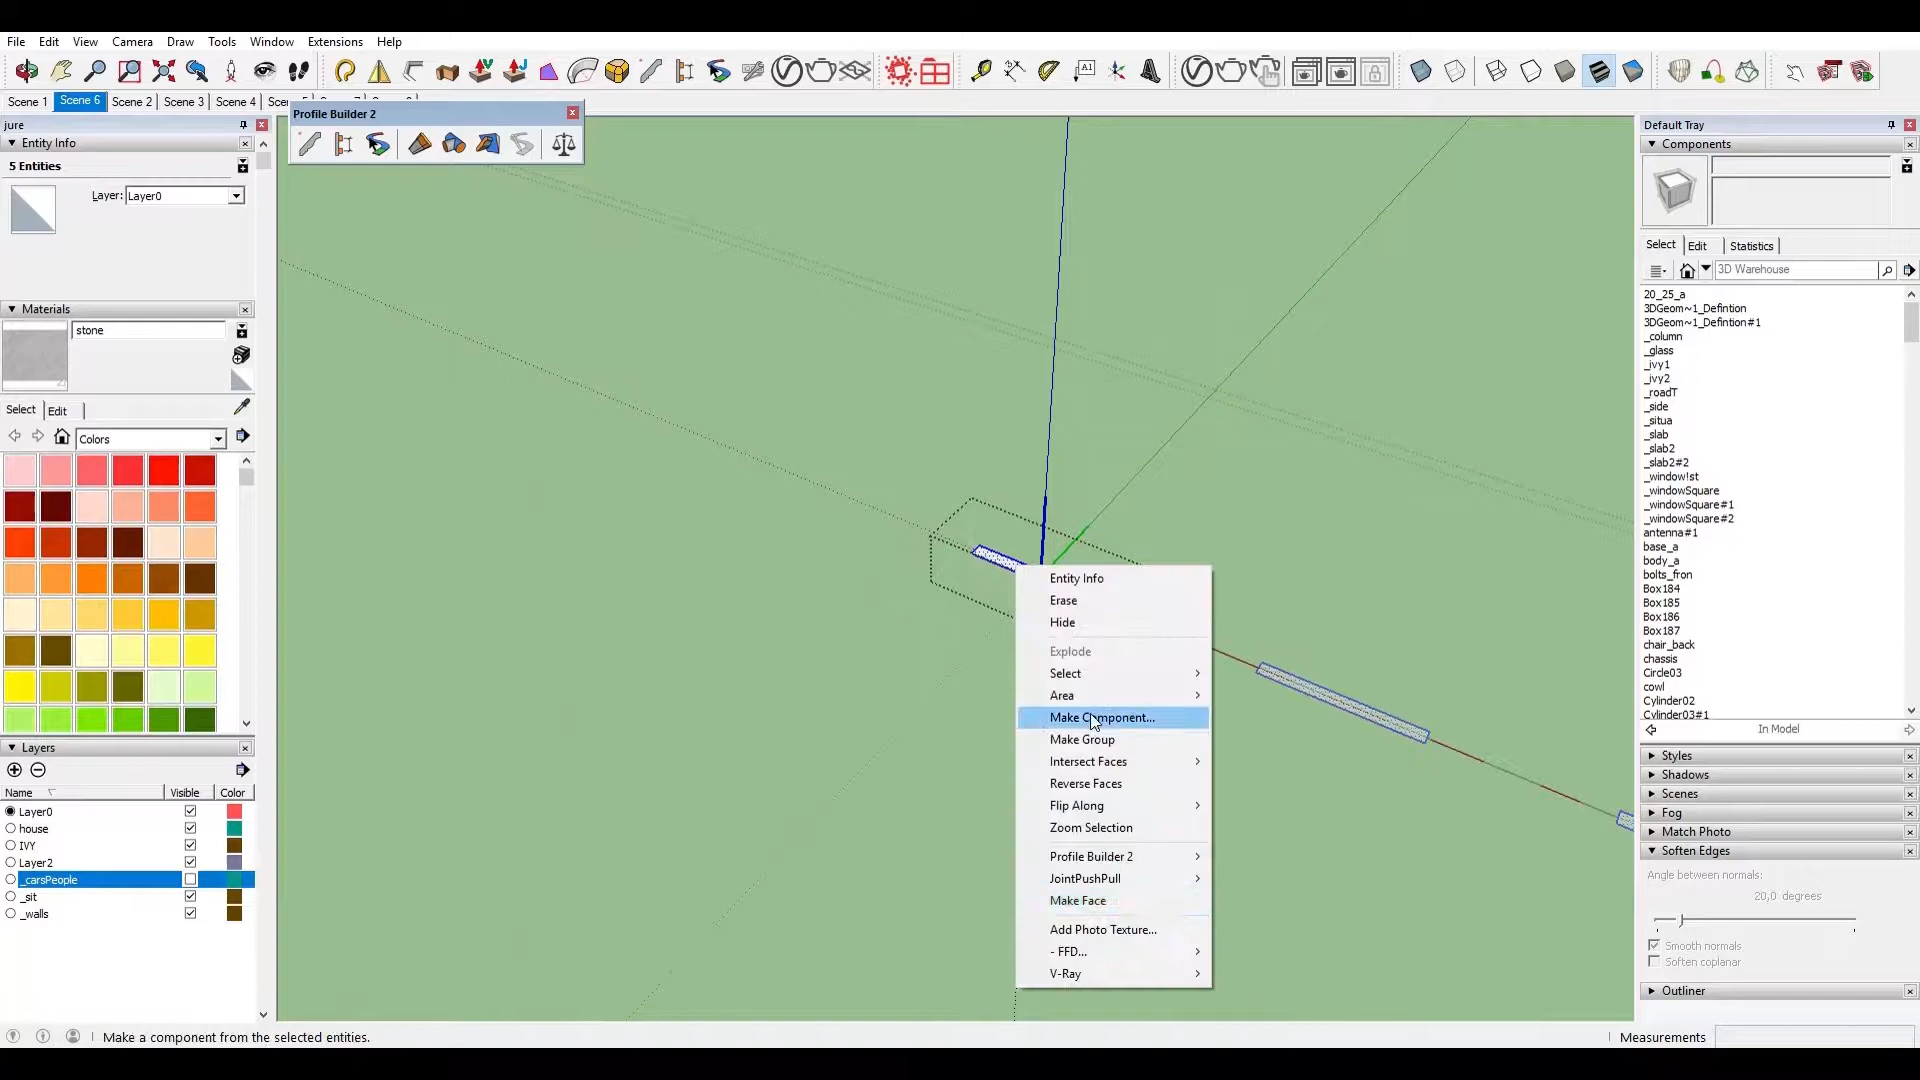 File Edit View Camera Draw Tools Window Extensions Help
A1
Scene 1 Scene 6 Scene 2 Scene 3 Scene 4
Profile Builder 2
jure
Entity Info
5 Entities
Layer: Layer0
Materials
stone
Select Edit
Colors
Layers
Name Visible Color
Layer0
house
IVY
Layer2
_carsPeople
_sit
_walls
Make a component from the selected entities.
Entity Info
Erase
Hide
Explode
Select
Area
Make Component...
Make Group
Intersect Faces
Reverse Faces
Flip Along
Zoom Selection
Profile Builder 2
JointPushPull
Make Face
Add Photo Texture...
- FFD...
V-Ray
Default Tray
Components
Select Edit Statistics
3D Warehouse
20_25_a
3DGeom~1_Defintion
3DGeom~1_Defintion#1
_column
_glass
_ivy1
_ivy2
_roadT
_side
_situa
_slab
_slab2
_slab2#2
_window!st
_windowSquare
_windowSquare#1
_windowSquare#2
antenna#1
base_a
body_a
bolts_fron
Box184
Box185
Box186
Box187
chair_back
chassis
Circle03
cowl
Cylinder02
Cylinder03#1
In Model
Styles
Shadows
Scenes
Fog
Match Photo
Soften Edges
Angle between normals:
20,0 degrees
Smooth normals
Soften coplanar
Outliner
Measurements